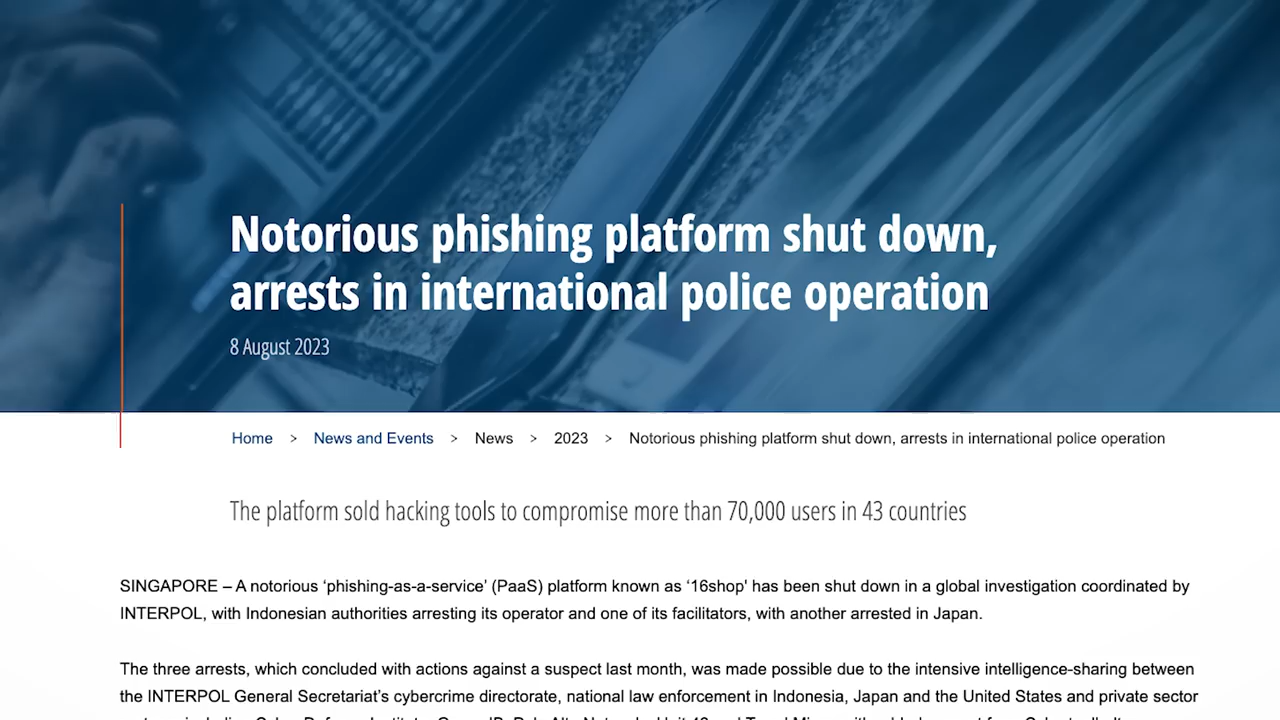 Notorious phishing platform shut down,
arrests in international police operation
8 August 2023
Home > News and Events > News > 2023 > Notorious phishing platform shut down, arrests in international police operation
The platform sold hacking tools to compromise more than 70,000 users in 43 countries
SINGAPORE – A notorious ‘phishing-as-a-service’ (PaaS) platform known as ‘16shop' has been shut down in a global investigation coordinated by
INTERPOL, with Indonesian authorities arresting its operator and one of its facilitators, with another arrested in Japan.
The three arrests, which concluded with actions against a suspect last month, was made possible due to the intensive intelligence-sharing between
the INTERPOL General Secretariat’s cybercrime directorate, national law enforcement in Indonesia, Japan and the United States and private sector